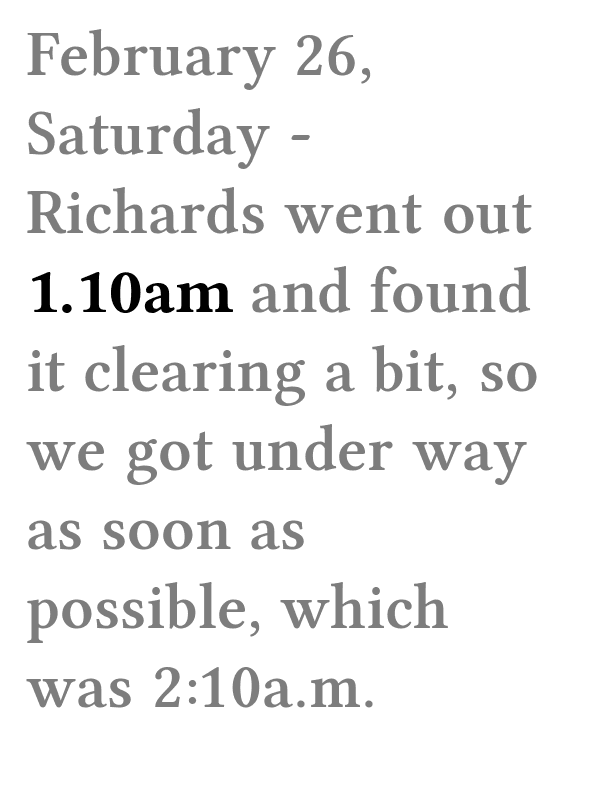 February 26,
Saturday -
Richards went out
1.10am and found
it clearing a bit, so
we got under way
as soon as
possible, which
was 2:10a.m.